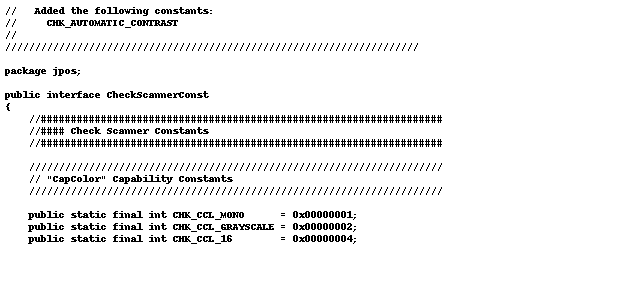 //   Added the following constants:
//     CHK_AUTOMATIC_CONTRAST
//
/////////////////////////////////////////////////////////////////////
package jpos;
public interface CheckScannerConst
{
    //###################################################################
    //#### Check Scanner Constants
    //###################################################################
    /////////////////////////////////////////////////////////////////////
    // "CapColor" Capability Constants
    /////////////////////////////////////////////////////////////////////
    public static final int CHK_CCL_MONO      = 0x00000001;
    public static final int CHK_CCL_GRAYSCALE = 0x00000002;
    public static final int CHK_CCL_16        = 0x00000004;